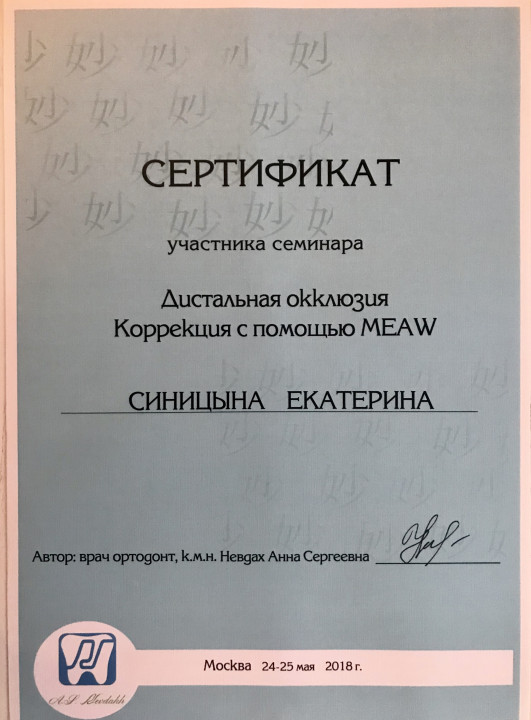 СЕРТИФИКАТ
участника семинара
Дистальная окклюзия
Коррекция с помощью MEAW
СИНИЦЫНА ЕКАТЕРИНА
Автор: врач ортодонт, к.м.н. Невдах Анна Сергеевна
Москва 24-25 мая 2018 г.
A.S. Nevdakh